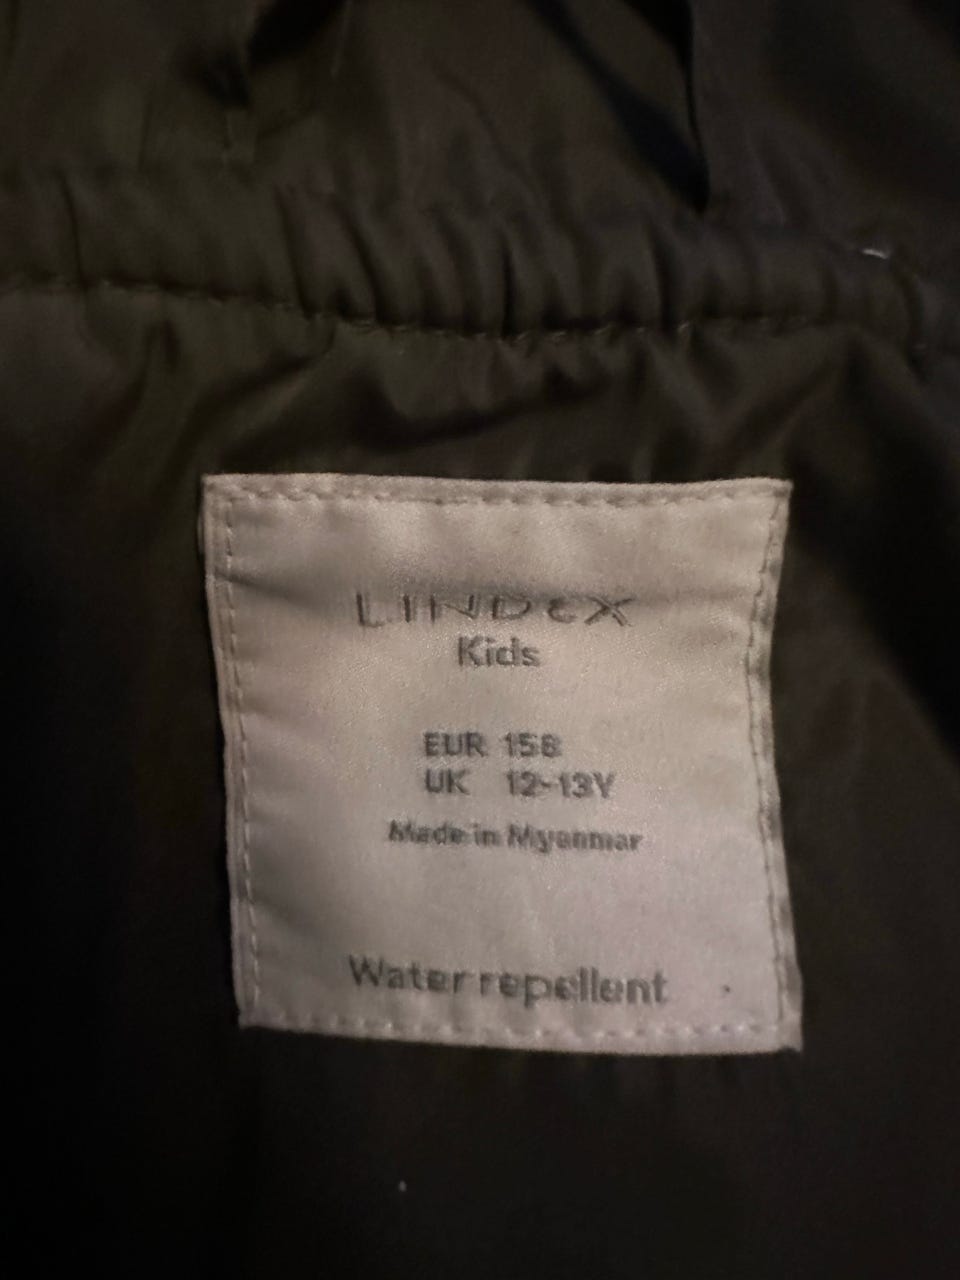 LINDEX
Kids
EUR 158
UK 12-13Y
Made in Myanmar
Water repellent